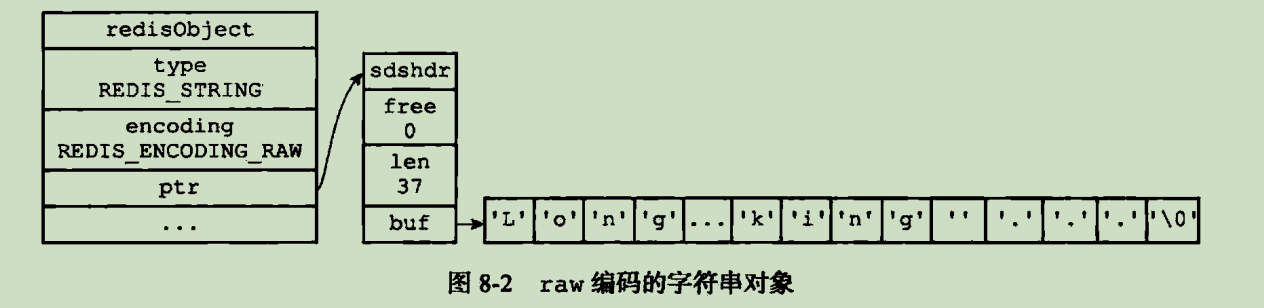 redisObject
type
REDIS_STRING
encoding
REDIS_ENCODING_RAW
ptr
...
sdshdr
free
0
len
37
buf
'L' 'o' 'n' 'g' ... 'k' 'i' 'n' 'g' '' '.' '.' '.' '\0'
图 8-2 raw 编码的字符串对象